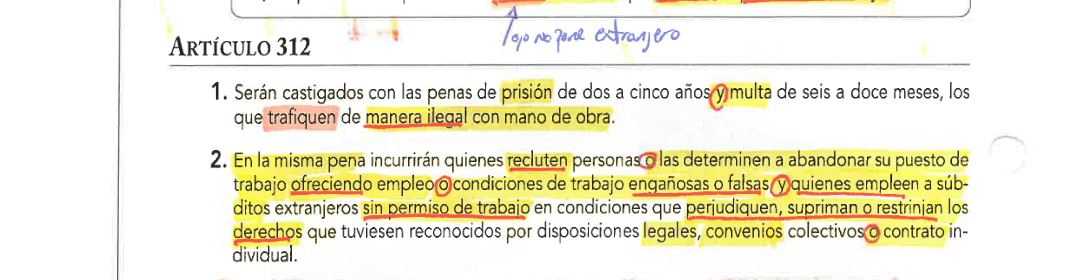 ojo no pone extranjero
ARTÍCULO 312
1. Serán castigados con las penas de prisión de dos a cinco años y multa de seis a doce meses, los
que trafiquen de manera ilegal con mano de obra.
2. En la misma pena incurrirán quienes recluten personas o las determinen a abandonar su puesto de
trabajo ofreciendo empleo o condiciones de trabajo engañosas o falsas y quienes empleen a súb-
ditos extranjeros sin permiso de trabajo en condiciones que perjudiquen, supriman o restrinjan los
derechos que tuviesen reconocidos por disposiciones legales, convenios colectivos o contrato in-
dividual.